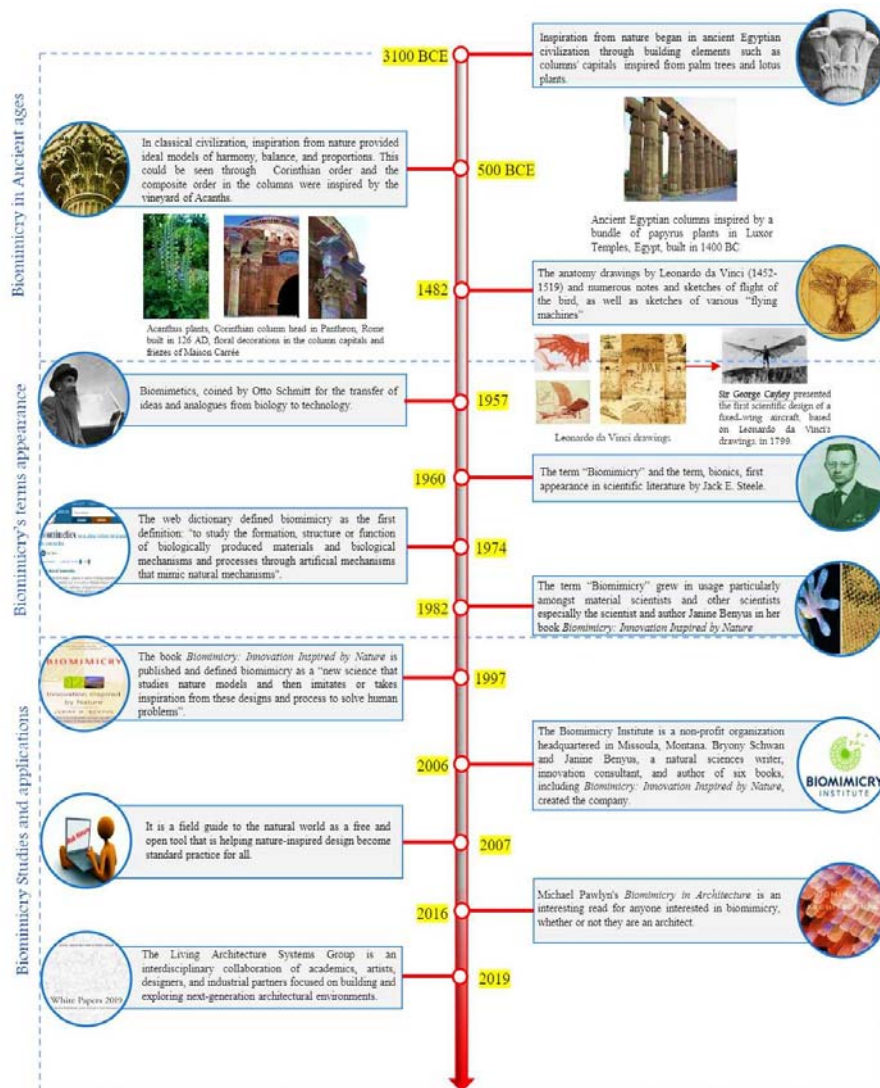 3100 BCE
Inspiration from nature began in ancient Egyptian
civilization through building elements such as
columns' capitals inspired from palm trees and lotus
plants.
Biomimicry in Ancient ages
In classical civilization, inspiration from nature provided
ideal models of harmony, balance, and proportions. This
could be seen through Corinthian order and the
composite order in the columns were inspired by the
vineyard of Acanths.
500 BCE
Ancient Egyptian columns inspired by a
bundle of papyrus plants in Luxor
Temples, Egypt, built in 1400 BC
Acanthus plants, Corinthian column head in Pantheon, Rome
built in 126 AD, floral decorations in the column capitals and
friezes of Maison Carrée
1482
The anatomy drawings by Leonardo da Vinci (1452-
1519) and numerous notes and sketches of flight of
the bird, as well as sketches of various "flying
machines"
Leonardo da Vinci drawings
Sir George Cayley presented
the first scientific design of a
fixed-wing aircraft, based
on Leonardo da Vinci's
drawings. in 1799.
Biomimicry's terms appearance
Biomimetics, coined by Otto Schmitt for the transfer of
ideas and analogues from biology to technology.
1957
1960
The term "Biomimicry" and the term, bionics, first
appearance in scientific literature by Jack E. Steele.
The web dictionary defined biomimicry as the first
definition: "to study the formation, structure or
function of biologically produced materials and biological
mechanisms and processes through artificial mechanisms
that mimic natural mechanisms".
1974
1982
The term "Biomimicry" grew in usage particularly
amongst material scientists and other scientists
especially the scientist and author Janine Benyus in her
book Biomimicry: Innovation Inspired by Nature
Biomimicry Studies and applications
BIOMIMICRY
Innovation Inspired
by Nature
The book Biomimicry: Innovation Inspired by Nature is
published and defined biomimicry as a "new science that
studies nature models and then imitates or takes
inspiration from these designs and process to solve human
problems".
1997
2006
The Biomimicry Institute is a non-profit organization
headquartered in Missoula, Montana. Bryony Schwan
and Janine Benyus, a natural sciences writer,
innovation consultant, and author of six books,
including Biomimicry: Innovation Inspired by Nature,
created the company.
BIOMIMICRY
INSTITUTE
It is a field guide to the natural world as a free and
open tool that is helping nature-inspired design become
standard practice for all.
2007
2016
Michael Pawlyn's Biomimicry in Architecture is an
interesting read for anyone interested in biomimicry,
whether or not they are an architect.
White Papers 2019
The Living Architecture Systems Group is an
interdisciplinary collaboration of academics, artists,
designers, and industrial partners focused on building and
exploring next-generation architectural environments.
2019